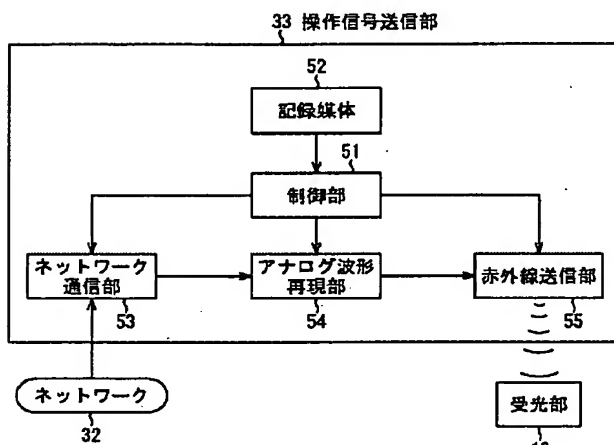 33 操作信号送信部
52
記録媒体
51
制御部
ネットワーク
通信部
53
アナログ波形
再現部
54
赤外線送信部
55
ネットワーク
32
受光部